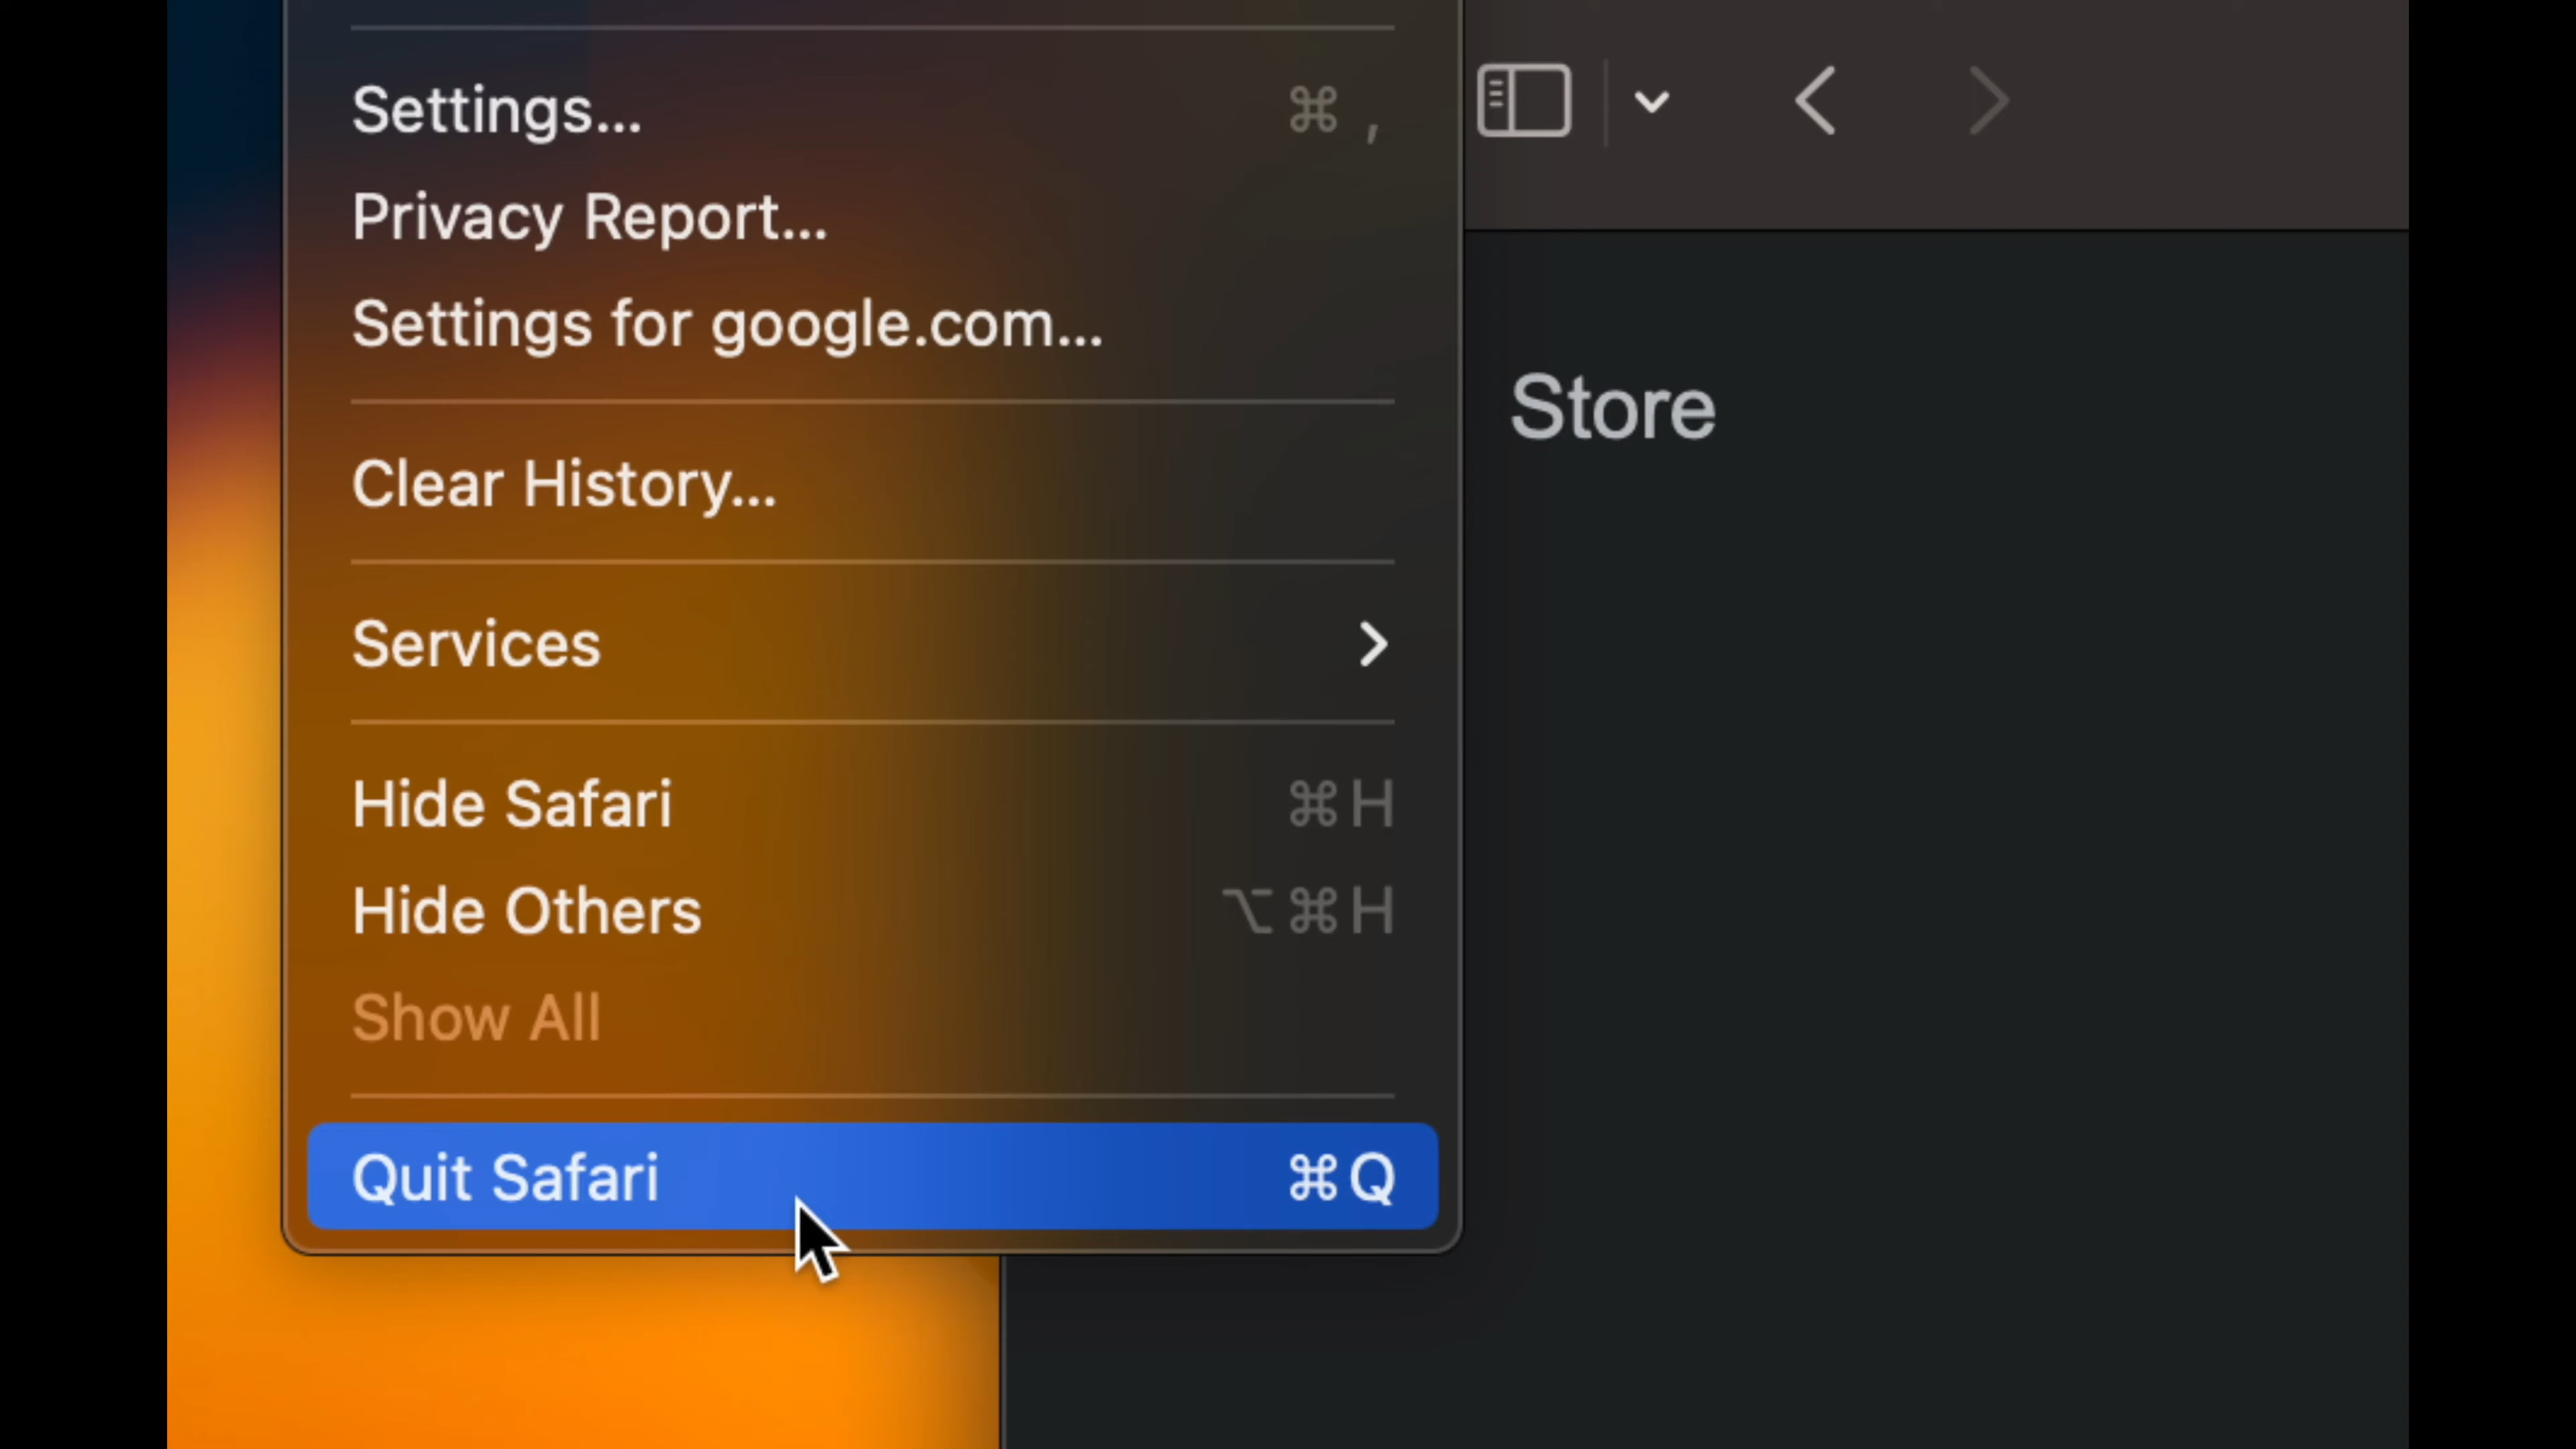 Settings... ⌘ ,
Privacy Report...
Settings for google.com...
Store
Clear History...
Services
Hide Safari ⌘H
Hide Others ⌥⌘H
Show All
Quit Safari ⌘Q